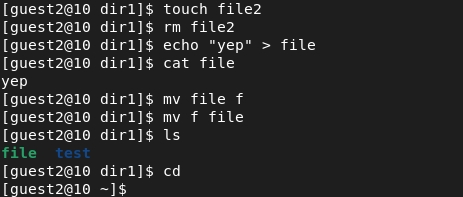 [guest2@10 dir1]$ touch file2
[guest2@10 dir1]$ rm file2
[guest2@10 dir1]$ echo "yep" > file
[guest2@10 dir1]$ cat file
yep
[guest2@10 dir1]$ mv file f
[guest2@10 dir1]$ mv f file
[guest2@10 dir1]$ ls
file  test
[guest2@10 dir1]$ cd
[guest2@10 ~]$